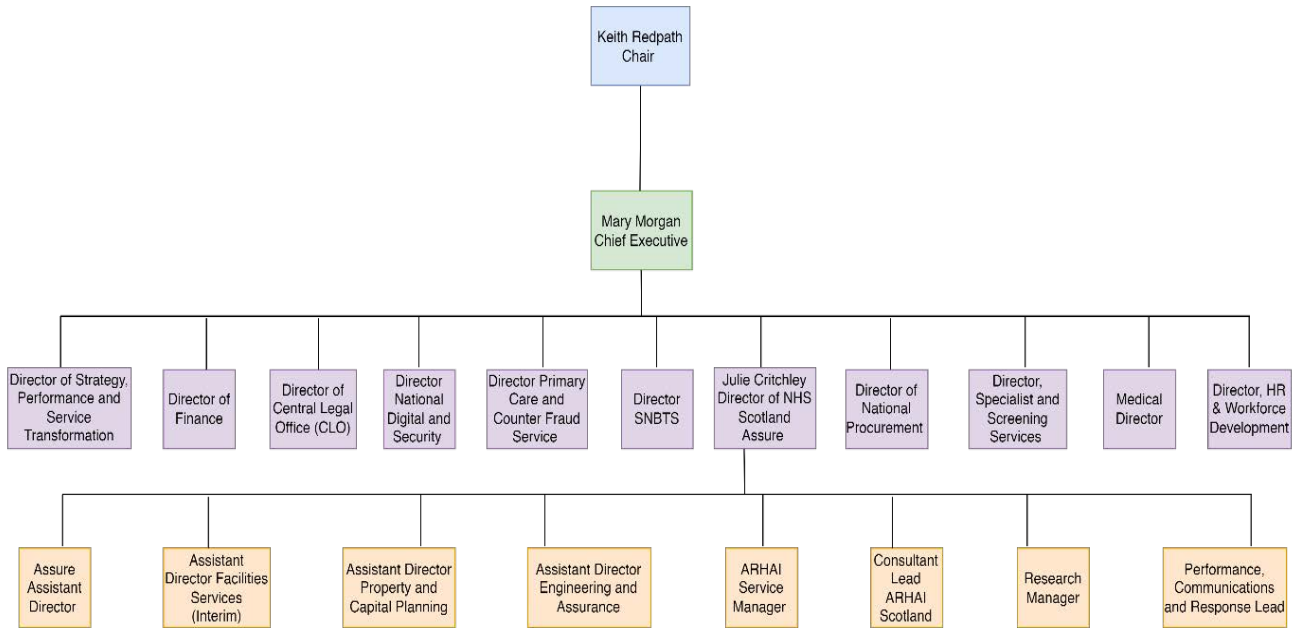 Keith Redpath
Chair
Mary Morgan
Chief Executive
Director of Strategy,
Performance and
Service
Transformation
Director of
Finance
Director of
Central Legal
Office (CLO)
Director
National
Digital and
Security
Director Primary
Care and
Counter Fraud
Service
Director
SNBTS
Julie Critchley
Director of NHS
Scotland
Assure
Director of
National
Procurement
Director,
Specialist and
Screening
Services
Medical
Director
Director, HR
& Workforce
Development
Assure
Assistant
Director
Assistant
Director Facilities
Services
(Interim)
Assistant Director
Property and
Capital Planning
Assistant Director
Engineering and
Assurance
ARHAI
Service
Manager
Consultant
Lead
ARHAI
Scotland
Research
Manager
Performance,
Communications
and Response Lead